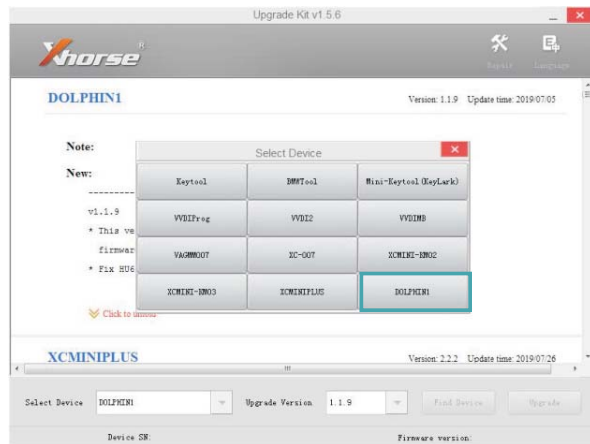 Upgrade Kit v1.5.6
Xhorse®
Repair
Language
DOLPHIN1
Version: 1.1.9 Update time: 2019/07/05
Note:
New:
v1.1.9
* This ve
firmwar
* Fix HU6
Click to
Select Device
Keytool
BMWTool
Mini-Keytool(KeyLark)
VVDIProg
VVDI2
VVDIMB
VAGMM007
XC-007
XCMINI-KM02
XCMINI-KM03
XCMINIPLUS
DOLPHIN1
XCMINIPLUS
Version: 2.2.2 Update time: 2019/07/26
Select Device
DOLPHIN1
Upgrade Version
1.1.9
Find Device
Upgrade
Device SN:
Firmware version: